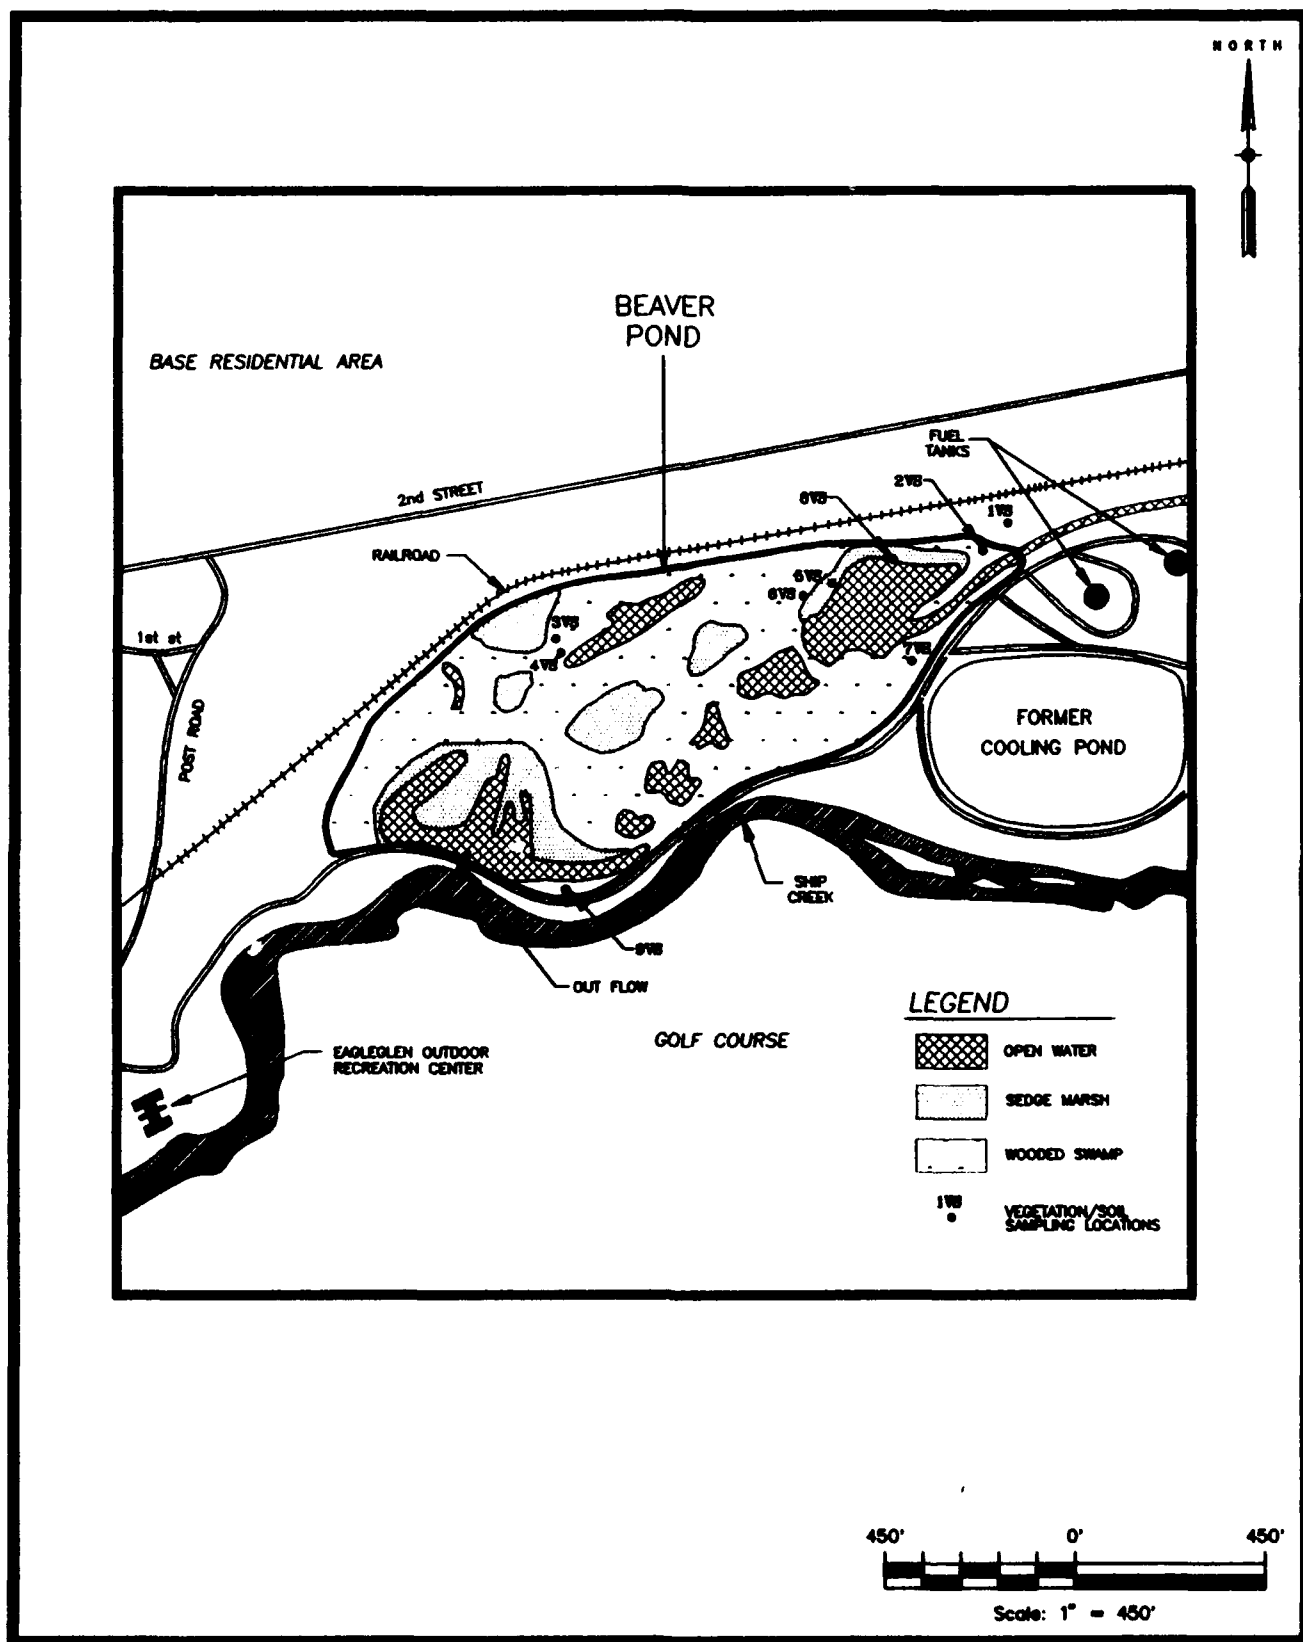 NORTH
BEAVER
POND
BASE RESIDENTIAL AREA
FUEL
TANKS
2VS
2nd STREET
1VS
RAILROAD
5VS
6VS
1st st
3VS
4VS
7VS
POST ROAD
FORMER
COOLING POND
SHIP
CREEK
9VS
OUT FLOW
LEGEND
GOLF COURSE
OPEN WATER
EAGLEGLEN OUTDOOR
RECREATION CENTER
SEDGE MARSH
WOODED SWAMP
1VS
VEGETATION/SOIL
SAMPLING LOCATIONS
450' 0' 450'
Scale: 1" = 450'